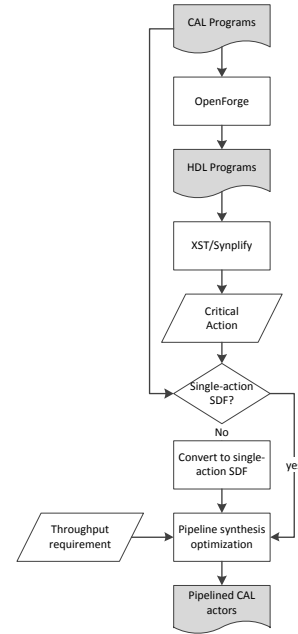 CAL Programs
OpenForge
HDL Programs
XST/Synplify
Critical
Action
Single-action
SDF?
No
Convert to single-
action SDF
yes
Throughput
requirement
Pipeline synthesis
optimization
Pipelined CAL
actors